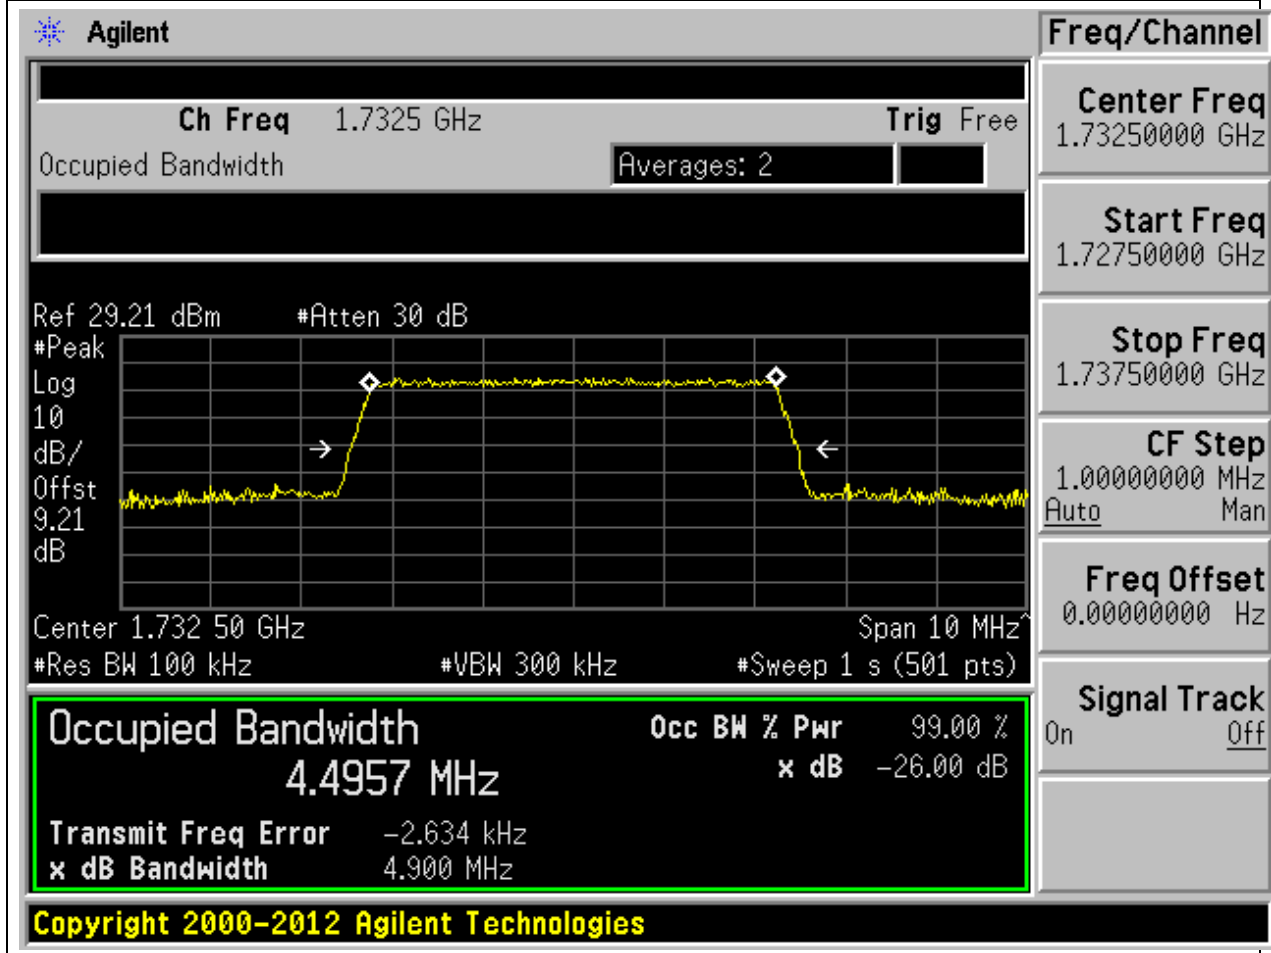 Agilent
Freq/Channel
Ch Freq 1.7325 GHz Trig Free
Occupied Bandwidth Averages: 2
Center Freq
1.73250000 GHz
Start Freq
1.72750000 GHz
Stop Freq
1.73750000 GHz
CF Step
1.00000000 MHz
Auto Man
Freq Offset
0.00000000 Hz
Signal Track
On Off
Ref 29.21 dBm #Atten 30 dB
#Peak
Log
10
dB/
Offst
9.21
dB
Center 1.732 50 GHz Span 10 MHz^
#Res BW 100 kHz #VBW 300 kHz #Sweep 1 s (501 pts)
Occupied Bandwidth Occ BW % Pwr 99.00 %
4.4957 MHz x dB -26.00 dB
Transmit Freq Error -2.634 kHz
x dB Bandwidth 4.900 MHz
Copyright 2000-2012 Agilent Technologies